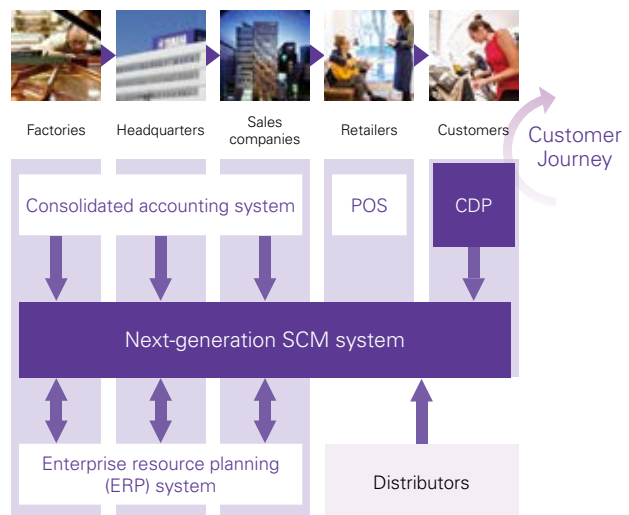 Factories
Headquarters
Sales
companies
Retailers
Customers
Customer
Journey
Consolidated accounting system
POS
CDP
Next-generation SCM system
Enterprise resource planning
(ERP) system
Distributors